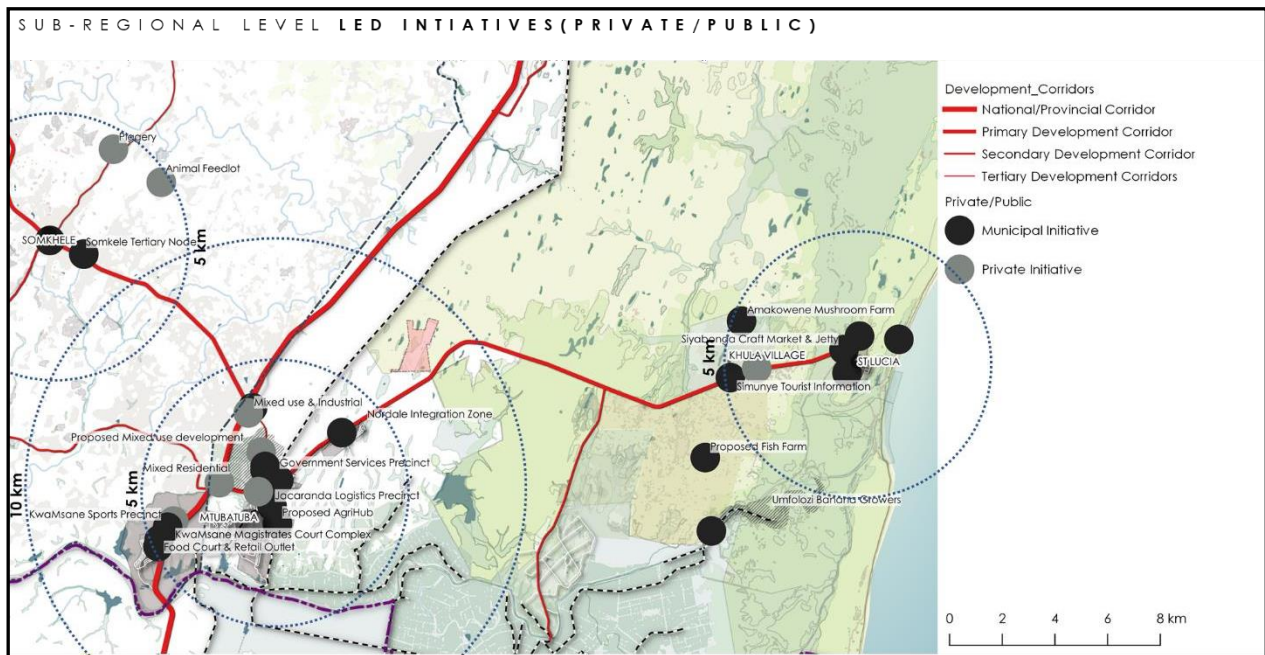 SUB-REGIONAL LEVEL LED INTIATIVES(PRIVATE/PUBLIC)
Piggery
Animal Feedlot
SOMKHELE
Somkele Tertiary Node
5 km
Mixed use & Industrial
Nordale Integration Zone
Proposed Mixed use development
Government Services Precinct
Mixed Residential
Jacaranda Logistics Precinct
10 km
5 km
KwaMsane Sports Precinct
MTUBATUBA
Proposed AgriHub
KwaMsane Magistrates Court Complex
Food Court & Retail Outlet
Amakowene Mushroom Farm
Siyabonda Craft Market & Jetty
5 km
KHULA VILLAGE
ST LUCIA
Simunye Tourist Information
Proposed Fish Farm
Umfolozi Banana Growers
Development_Corridors
National/Provincial Corridor
Primary Development Corridor
Secondary Development Corridor
Tertiary Development Corridors
Private/Public
Municipal Initiative
Private Initiative
0 2 4 8 km